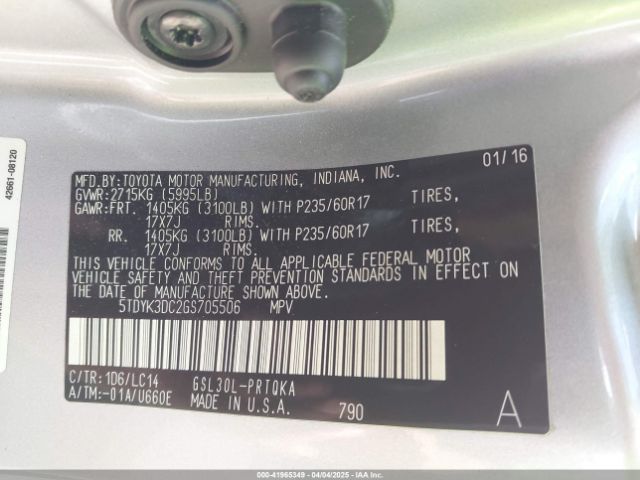 42661-08120
MFD.BY:TOYOTA MOTOR MANUFACTURING, INDIANA, INC. 01/16
GVWR:2715KG (5995LB)
GAWR:FRT. 1405KG (3100LB) WITH P235/60R17 TIRES,
17X7J RIMS.
RR. 1405KG (3100LB) WITH P235/60R17 TIRES,
17X7J RIMS.
THIS VEHICLE CONFORMS TO ALL APPLICABLE FEDERAL MOTOR
VEHICLE SAFETY AND THEFT PREVENTION STANDARDS IN EFFECT ON
THE DATE OF MANUFACTURE SHOWN ABOVE.
5TDYK3DC2GS705506 MPV
C/TR:1D6/LC14 GSL30L-PRTQKA
A/TM:-01A/U660E MADE IN U.S.A. 790 A
000-41965349 04/04/2025 iaai.ca